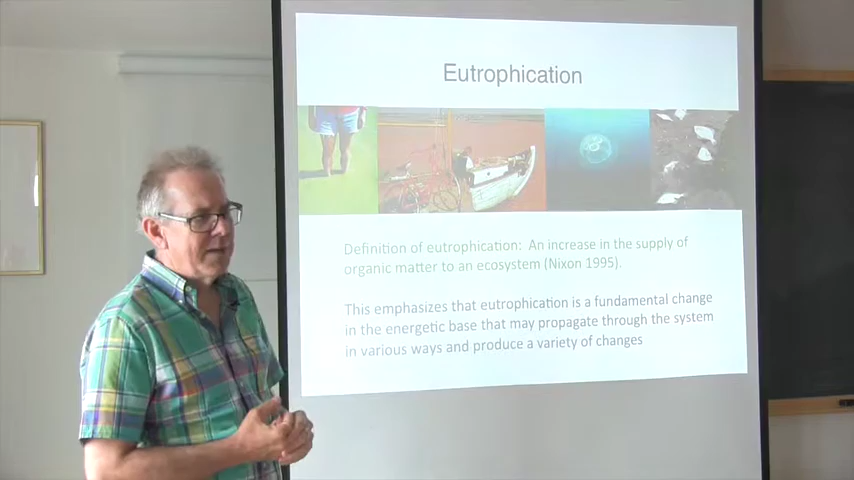 Eutrophication
Definition of eutrophication: An increase in the supply of
organic matter to an ecosystem (Nixon 1995).
This emphasizes that eutrophication is a fundamental change
in the energetic base that may propagate through the system
in various ways and produce a variety of changes